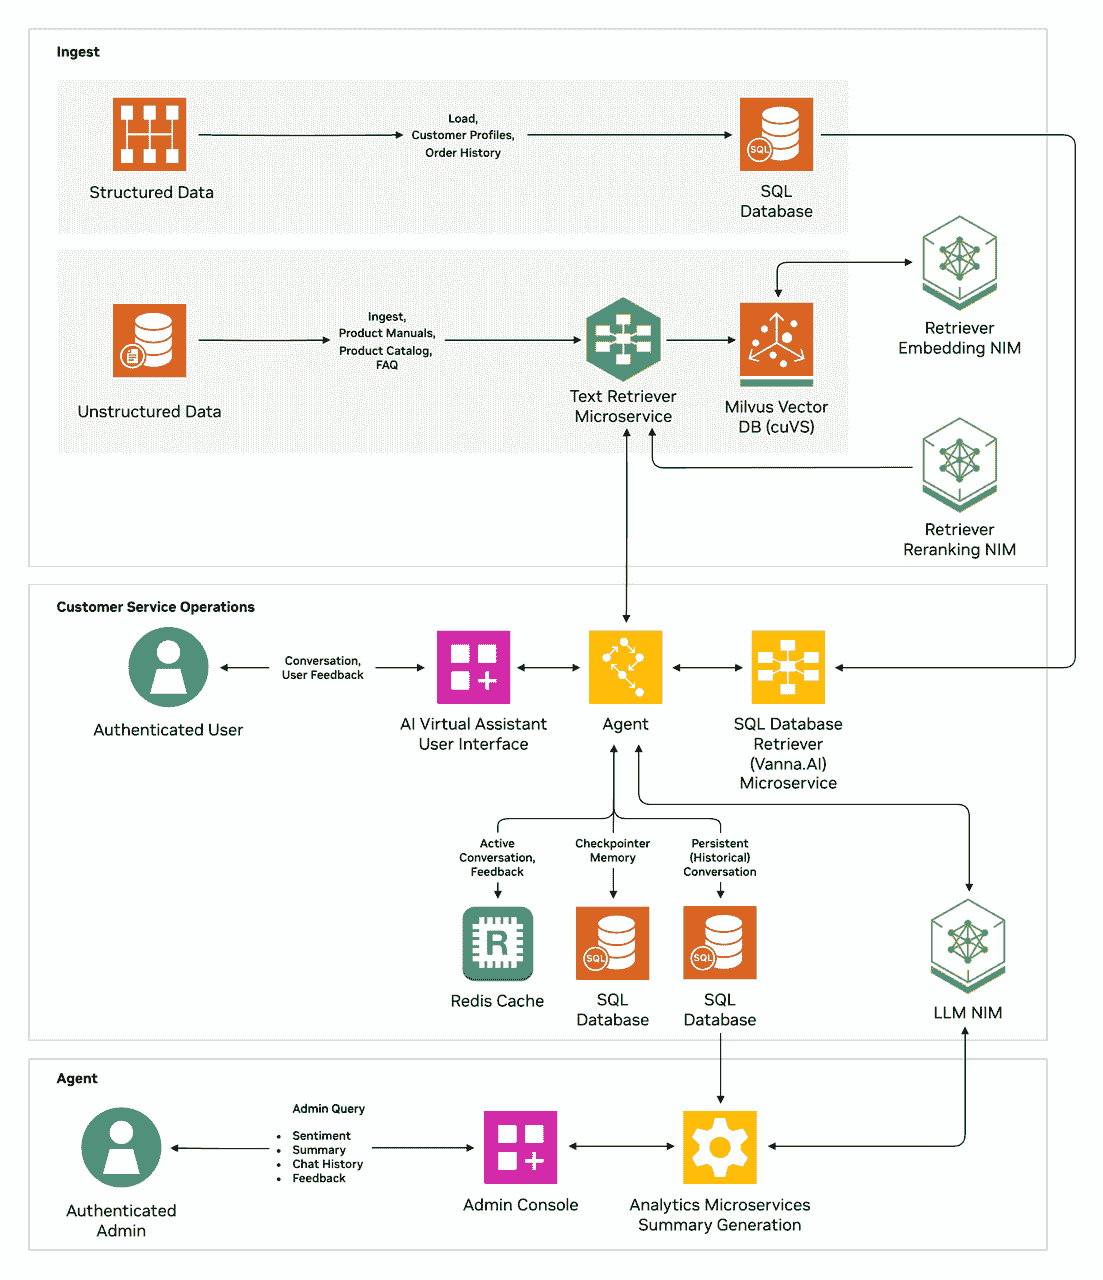 Ingest
Load,
Customer Profiles,
Order History
Structured Data
SQL
SQL
Database
Ingest,
Product Manuals,
Product Catalog,
FAQ
Unstructured Data
Text Retriever
Microservice
Milvus Vector
DB (cuVS)
Retriever
Embedding NIM
Retriever
Reranking NIM
Customer Service Operations
Conversation,
User Feedback
Authenticated User
AI Virtual Assistant
User Interface
Agent
SQL Database
Retriever
(Vanna.AI)
Microservice
Active
Conversation,
Feedback
Checkpointer
Memory
Persistent
(Historical)
Conversation
R
Redis Cache
SQL
SQL
Database
SQL
SQL
Database
LLM NIM
Agent
Admin Query
• Sentiment
• Summary
• Chat History
• Feedback
Authenticated
Admin
Admin Console
Analytics Microservices
Summary Generation